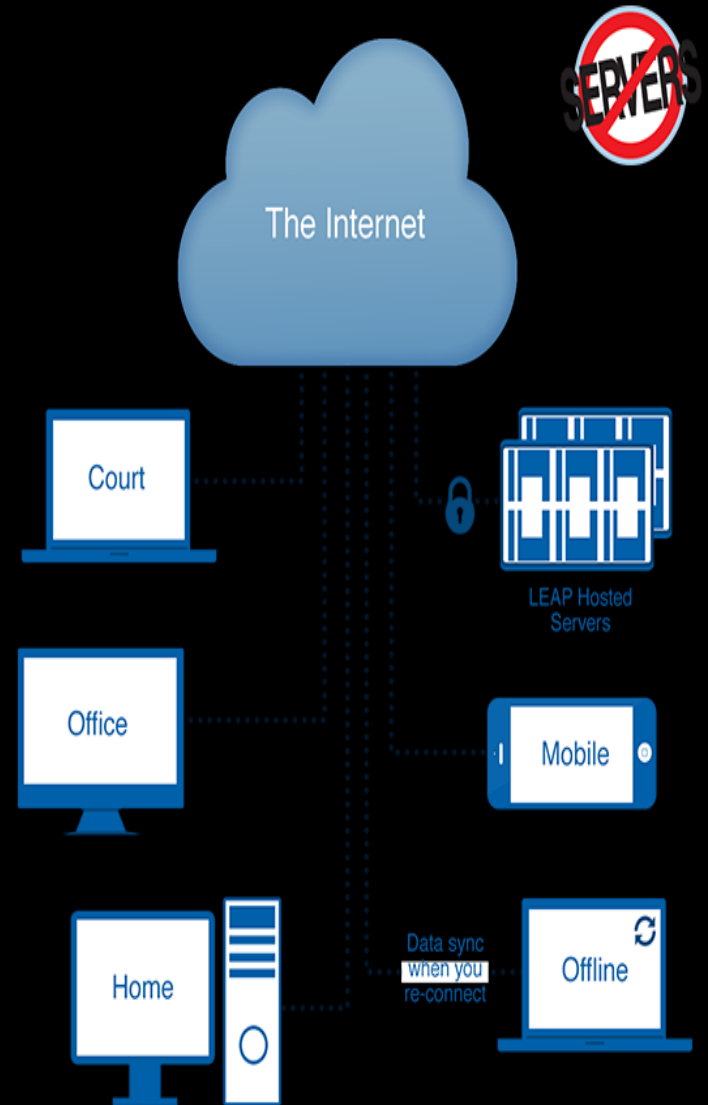 SERVERS
The Internet
Court
LEAP Hosted
Servers
Office
Mobile
Home
Data sync
when you
re-connect
Offline